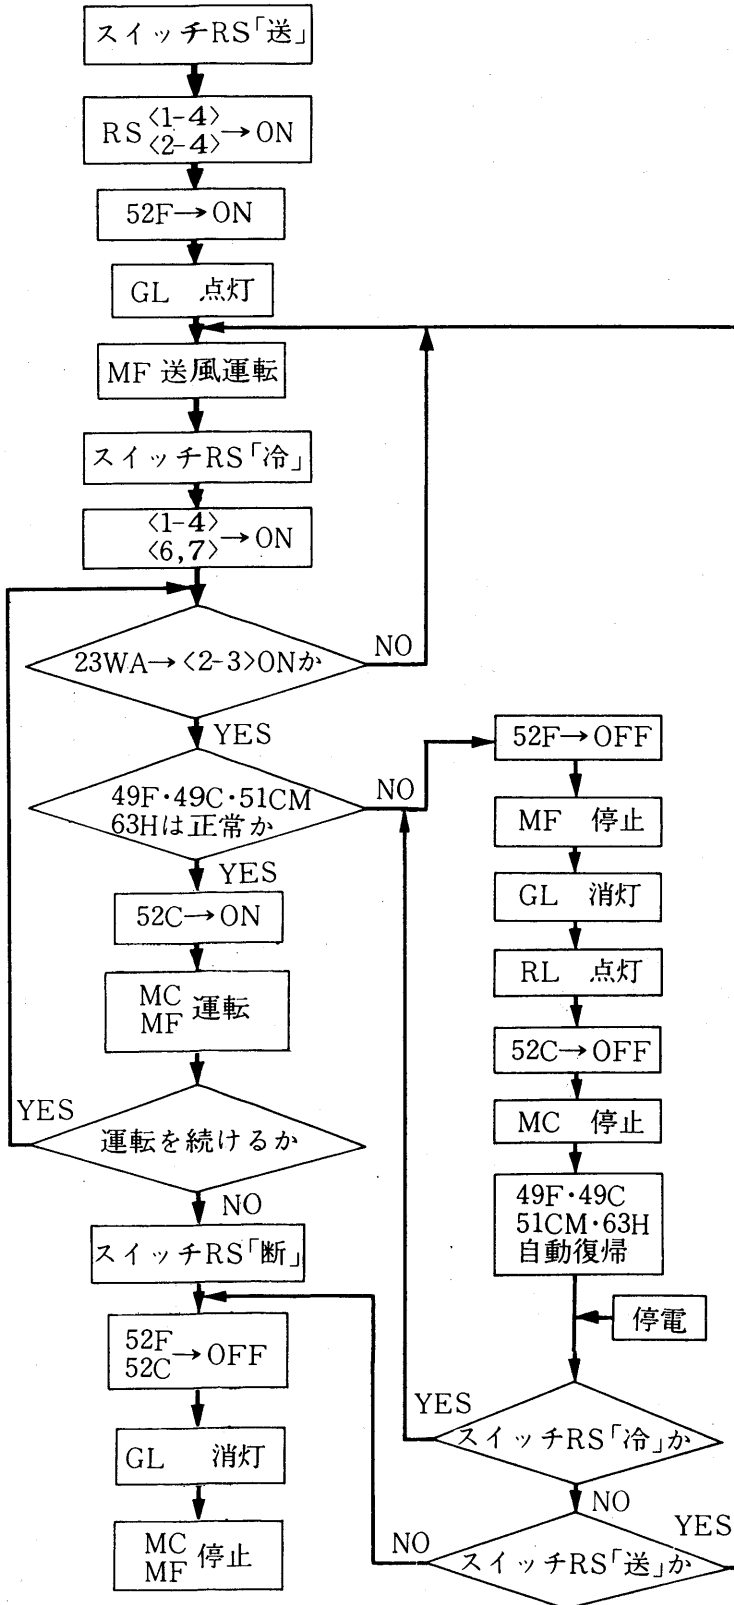 スイッチRS「送」
RS <1-4> <2-4> →ON
52F→ON
GL 点灯
MF 送風運転
スイッチRS「冷」
<1-4> <6,7> →ON
23WA→<2-3>ONか
NO
YES
49F・49C・51CM
63Hは正常か
NO
YES
52C→ON
MC MF 運転
運転を続けるか
YES
NO
スイッチRS「断」
52F 52C →OFF
GL 消灯
MC MF 停止
52F→OFF
MF 停止
GL 消灯
RL 点灯
52C→OFF
MC 停止
49F・49C
51CM・63H
自動復帰
停電
スイッチRS「冷」か
YES
NO
スイッチRS「送」か
NO
YES